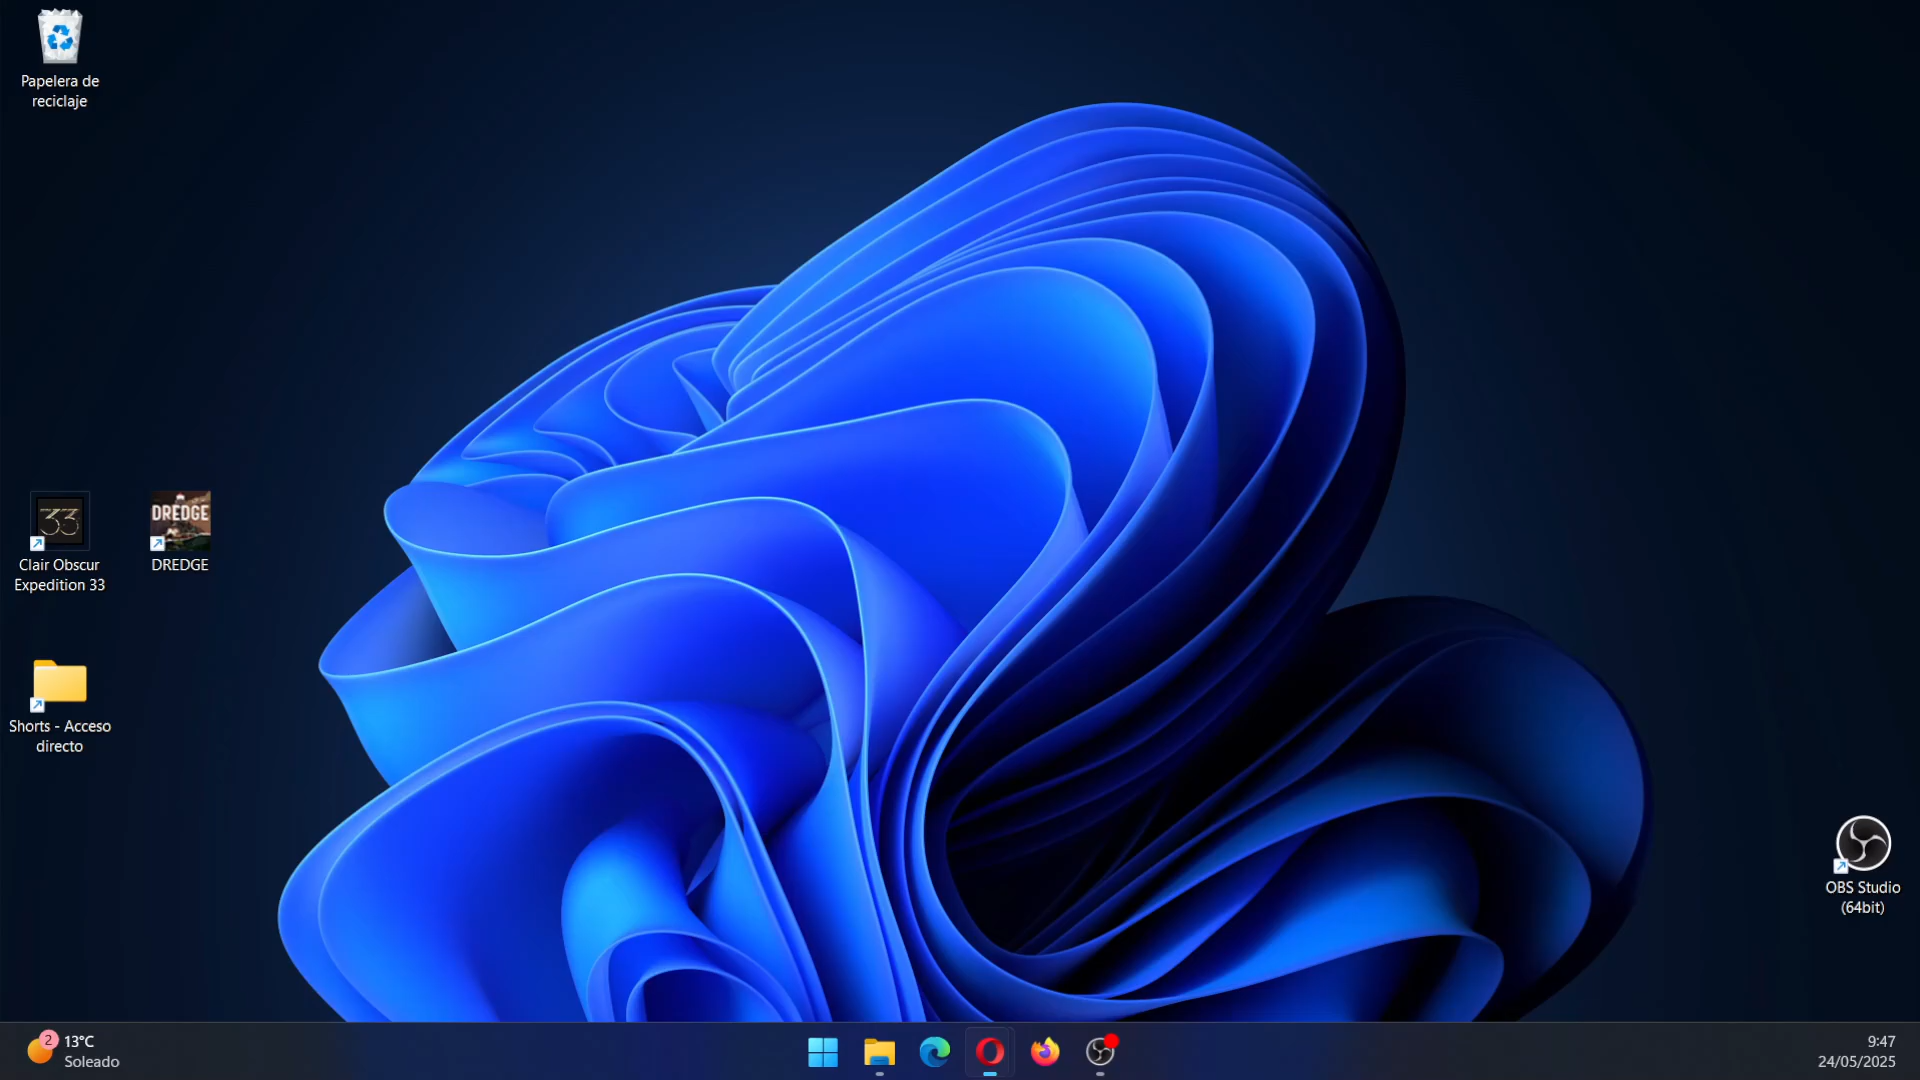 Papelera de
reciclaje
33
DREDGE
Clair Obscur
Expedition 33
DREDGE
Shorts - Acceso
directo
OBS Studio
(64bit)
2
13°C
Soleado
9:47
24/05/2025